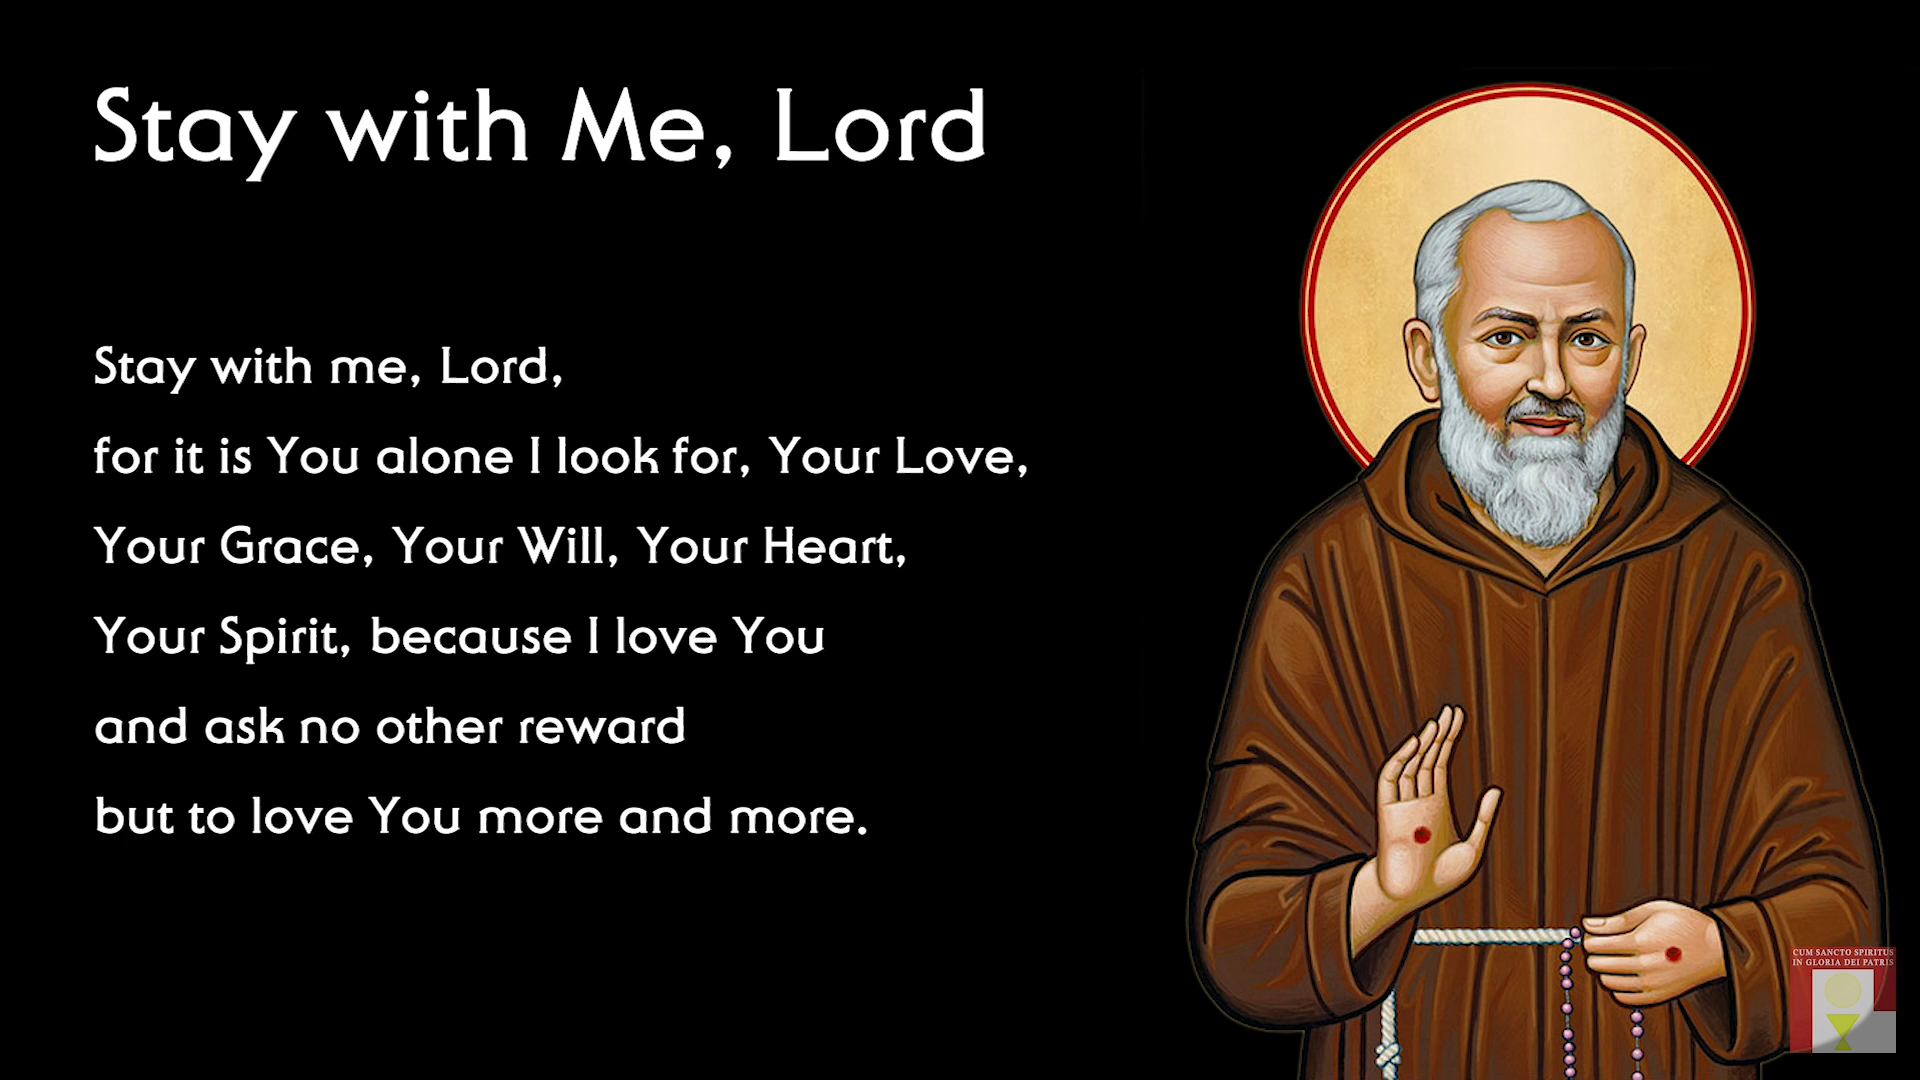 Stay with Me, Lord
Stay with me, Lord,
for it is You alone I look for, Your Love,
Your Grace, Your Will, Your Heart,
Your Spirit, because I love You
and ask no other reward
but to love You more and more.
CUM SANCTO SPIRITUS
IN GLORIA DEI PATRIS